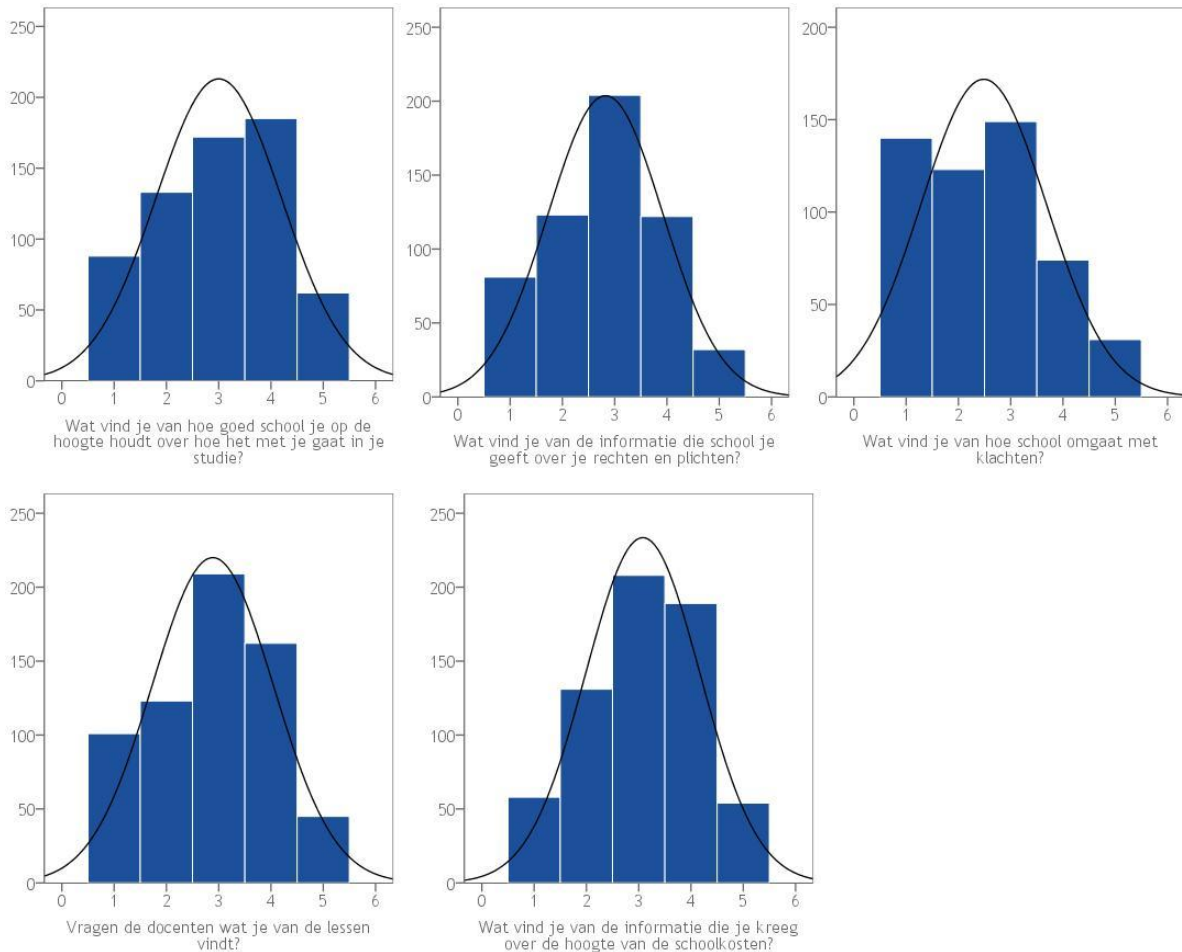 250
200
150
100
50
0
0 1 2 3 4 5 6
Wat vind je van hoe goed school je op de
hoogte houdt over hoe het met je gaat in je
studie?
250
200
150
100
50
0
0 1 2 3 4 5 6
Wat vind je van de informatie die school je
geeft over je rechten en plichten?
200
150
100
50
0
0 1 2 3 4 5 6
Wat vind je van hoe school omgaat met
klachten?
250
200
150
100
50
0
0 1 2 3 4 5 6
Vragen de docenten wat je van de lessen
vindt?
250
200
150
100
50
0
0 1 2 3 4 5 6
Wat vind je van de informatie die je kreeg
over de hoogte van de schoolkosten?